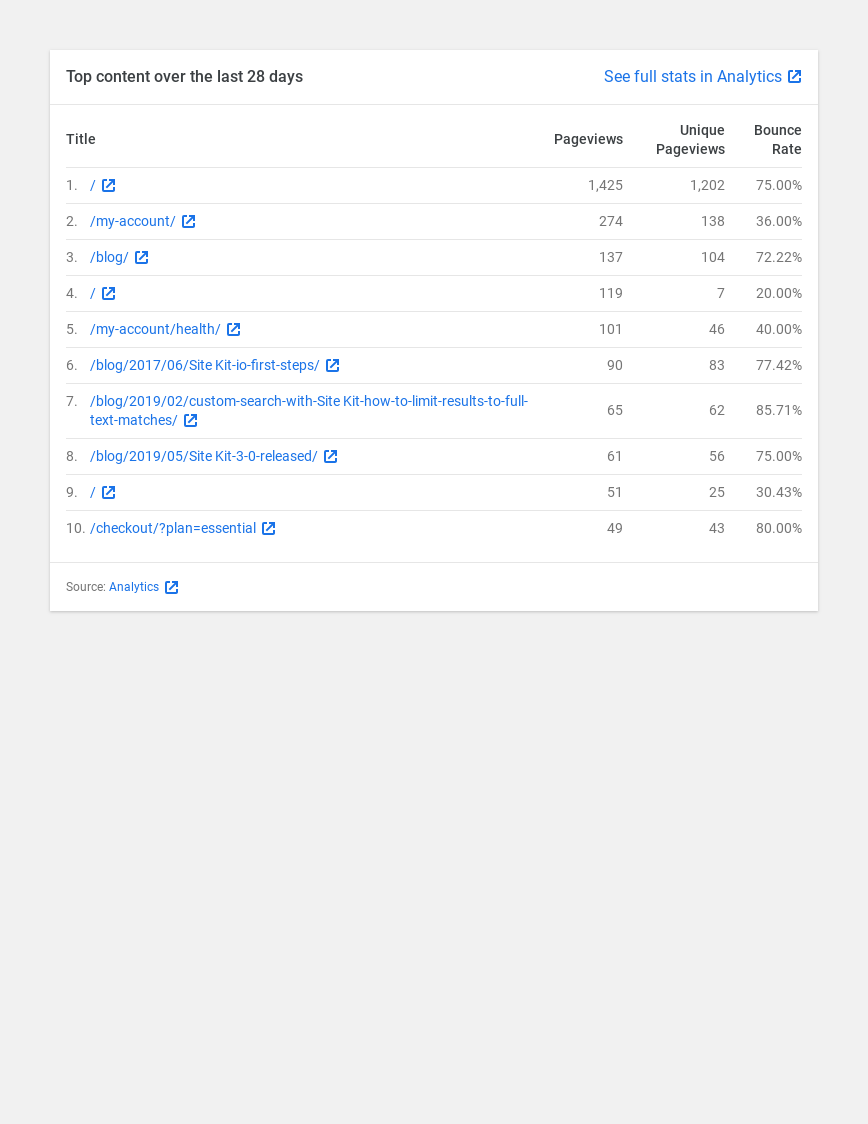 Top content over the last 28 days See full stats in Analytics
Title Pageviews Unique Pageviews Bounce Rate
1. / 1,425 1,202 75.00%
2. /my-account/ 274 138 36.00%
3. /blog/ 137 104 72.22%
4. / 119 7 20.00%
5. /my-account/health/ 101 46 40.00%
6. /blog/2017/06/Site Kit-io-first-steps/ 90 83 77.42%
7. /blog/2019/02/custom-search-with-Site Kit-how-to-limit-results-to-full-
text-matches/ 65 62 85.71%
8. /blog/2019/05/Site Kit-3-0-released/ 61 56 75.00%
9. / 51 25 30.43%
10. /checkout/?plan=essential 49 43 80.00%
Source: Analytics